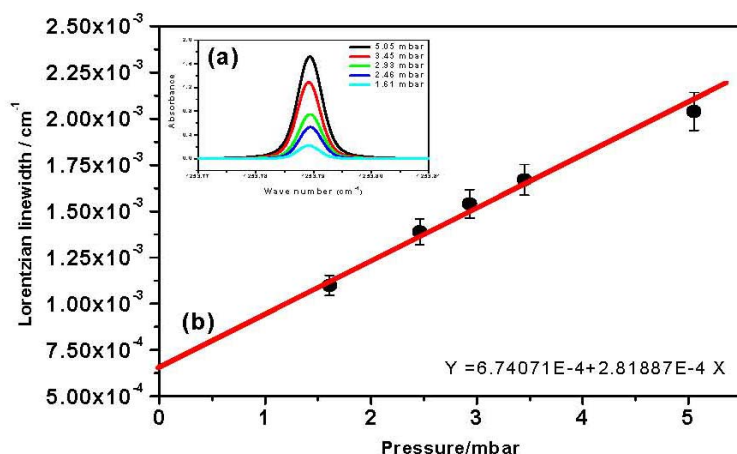 2.50x10⁻³
2.25x10⁻³
2.00x10⁻³
1.75x10⁻³
1.50x10⁻³
1.25x10⁻³
1.00x10⁻³
7.50x10⁻⁴
5.00x10⁻⁴
Lorentzian linewidth / cm⁻¹
(a)
5.05 mbar
3.45 mbar
2.93 mbar
2.46 mbar
1.61 mbar
Absorbance
Wave number (cm⁻¹)
(b)
Y =6.74071E-4+2.81887E-4 X
0 1 2 3 4 5
Pressure/mbar